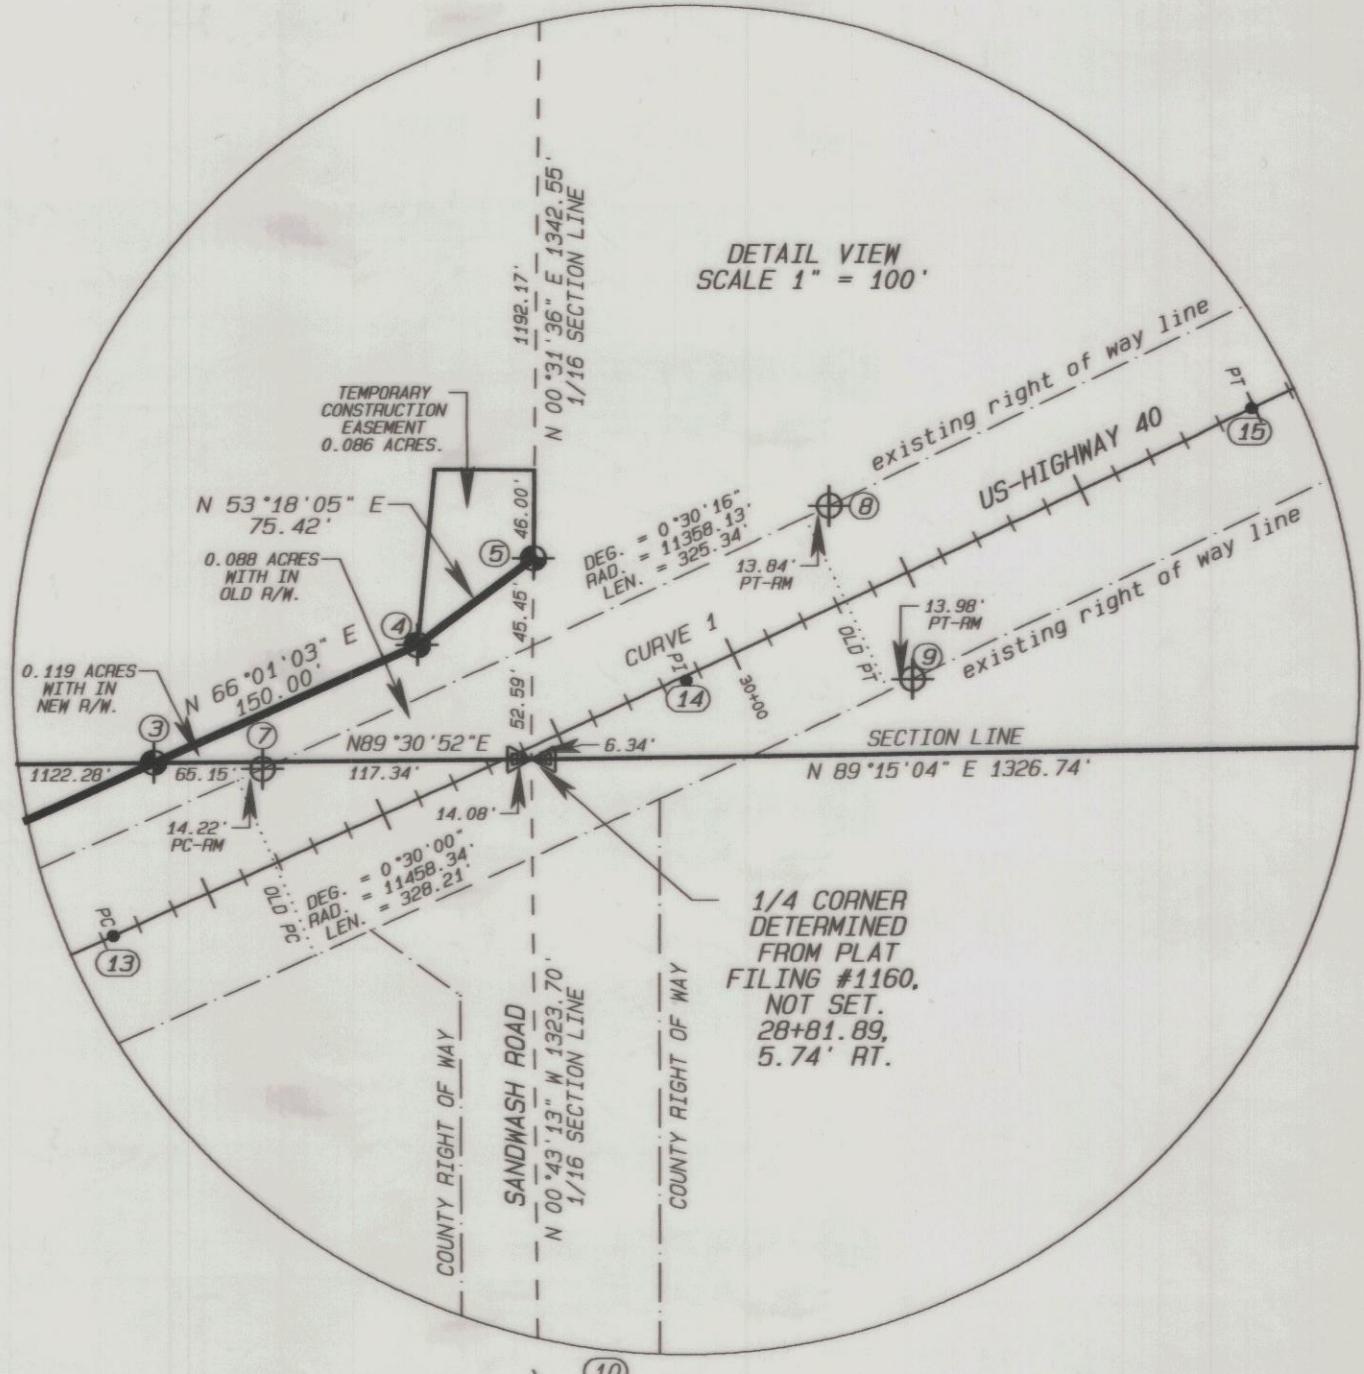 DETAIL VIEW
SCALE 1" = 100'
1192.17'
N 00°31'36" E 1342.55'
1/16 SECTION LINE
TEMPORARY
CONSTRUCTION
EASEMENT
0.086 ACRES.
N 53°18'05" E
75.42'
0.088 ACRES
WITH IN
OLD R/W.
46.00'
5
45.45'
4
52.59'
0.119 ACRES
WITH IN
NEW R/W.
N 66°01'03" E
150.00'
3
7
1122.28'
65.15'
N89°30'52"E
117.34'
DEG. = 0°30'16"
RAD. = 11358.13'
LEN. = 325.34'
existing right of way line
PT
15
US-HIGHWAY 40
8
13.84'
PT-RM
13.98'
PT-RM
OLD PT
9
existing right of way line
CURVE 1
PI
14
30+00
6.34'
SECTION LINE
N 89°15'04" E 1326.74'
14.08'
14.22'
PC-RM
OLD PC
DEG. = 0°30'00"
RAD. = 11458.34'
LEN. = 328.21'
PC
13
1/4 CORNER
DETERMINED
FROM PLAT
FILING #1160,
NOT SET.
28+81.89,
5.74' RT.
COUNTY RIGHT OF WAY
SANDWASH ROAD
N 00°43'13" W 1323.70'
1/16 SECTION LINE
COUNTY RIGHT OF WAY
10